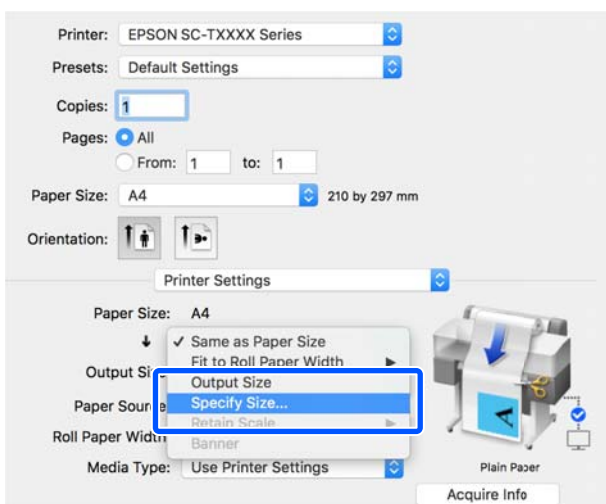 Printer: EPSON SC-TXXXX Series
Presets: Default Settings
Copies: 1
Pages: All
From: 1 to: 1
Paper Size: A4 210 by 297 mm
Orientation:
Printer Settings
Paper Size: A4
Same as Paper Size
Fit to Roll Paper Width
Output Size
Specify Size...
Paper Source
Retain Scale
Roll Paper Width
Banner
Media Type: Use Printer Settings
Plain Paper
Acquire Info